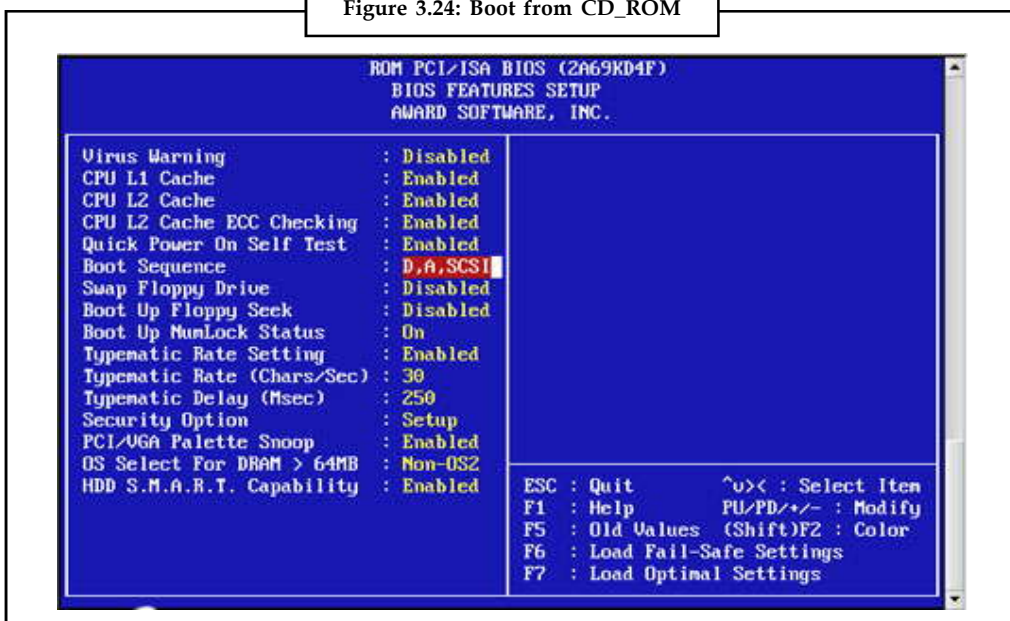 Figure 3.24: Boot from CD_ROM
ROM PCI/ISA BIOS (2A69KD4F)
BIOS FEATURES SETUP
AWARD SOFTWARE, INC.
Virus Warning : Disabled
CPU L1 Cache : Enabled
CPU L2 Cache : Enabled
CPU L2 Cache ECC Checking : Enabled
Quick Power On Self Test : Enabled
Boot Sequence : D,A,SCSI
Swap Floppy Drive : Disabled
Boot Up Floppy Seek : Disabled
Boot Up NumLock Status : On
Typematic Rate Setting : Enabled
Typematic Rate (Chars/Sec) : 30
Typematic Delay (Msec) : 250
Security Option : Setup
PCI/VGA Palette Snoop : Enabled
OS Select For DRAM > 64MB : Non-OS2
HDD S.M.A.R.T. Capability : Enabled
ESC : Quit ^v>< : Select Item
F1 : Help PU/PD/+/- : Modify
F5 : Old Values (Shift)F2 : Color
F6 : Load Fail-Safe Settings
F7 : Load Optimal Settings